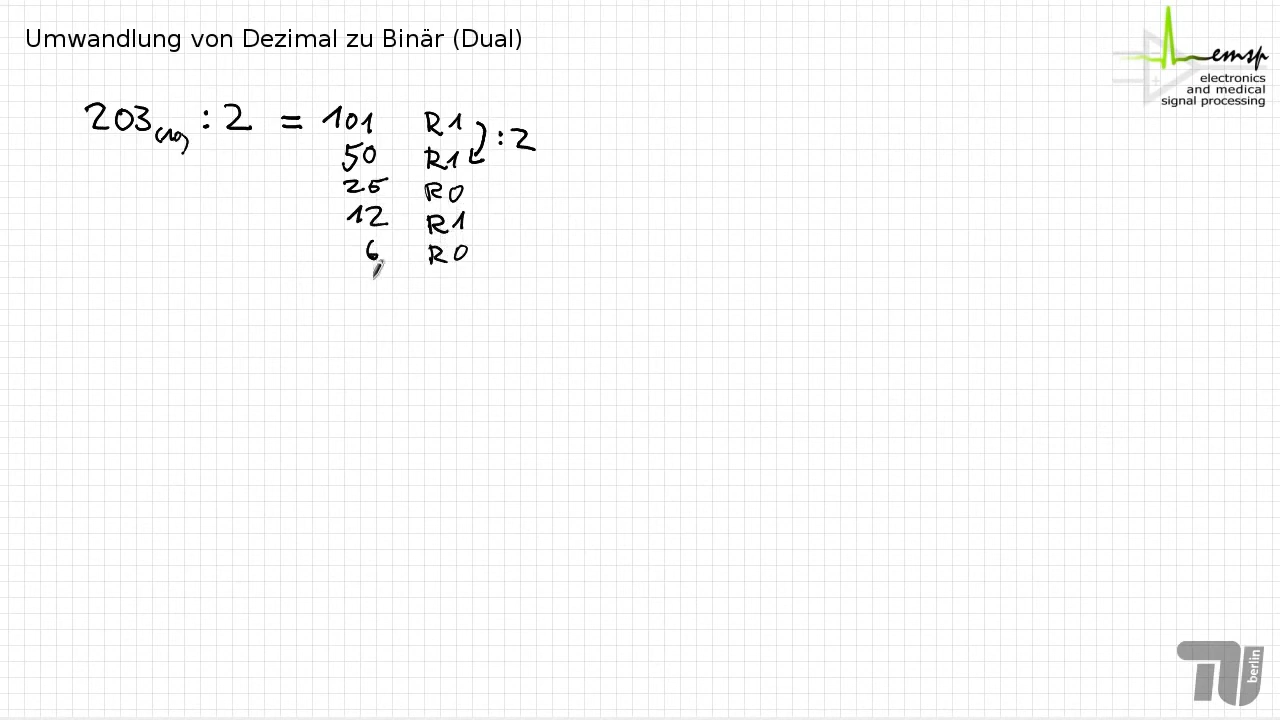 Umwandlung von Dezimal zu Binär (Dual)
emsp
electronics
and medical
signal processing
203(10) : 2 = 101 R1
: 2
50 R1
25 R0
12 R1
6 R0
berlin